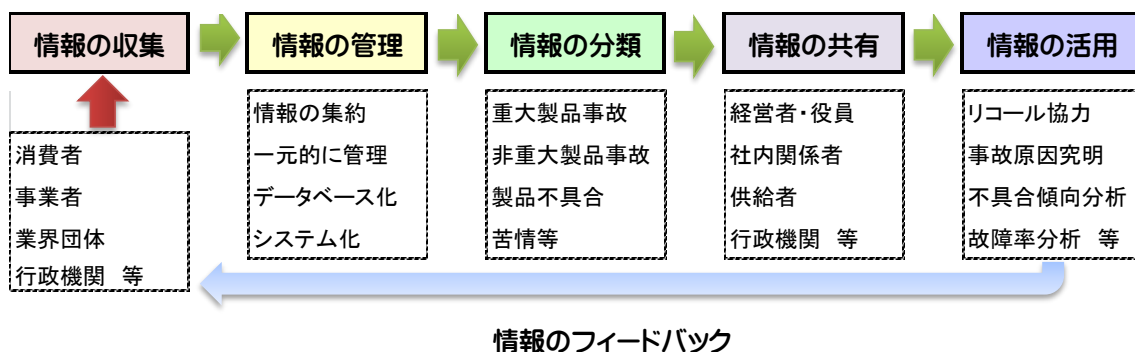 情報の収集
情報の管理
情報の分類
情報の共有
情報の活用
消費者
事業者
業界団体
行政機関　等
情報の集約
一元的に管理
データベース化
システム化
重大製品事故
非重大製品事故
製品不具合
苦情等
経営者・役員
社内関係者
供給者
行政機関　等
リコール協力
事故原因究明
不具合傾向分析
故障率分析　等
情報のフィードバック